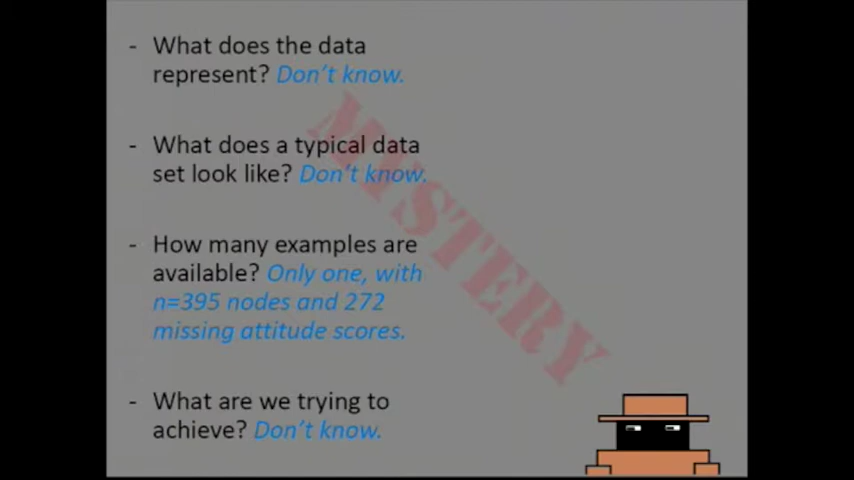 - What does the data
represent? Don't know.
- What does a typical data
set look like? Don't know.
- How many examples are
available? Only one, with
n=395 nodes and 272
missing attitude scores.
- What are we trying to
achieve? Don't know.
MYSTERY